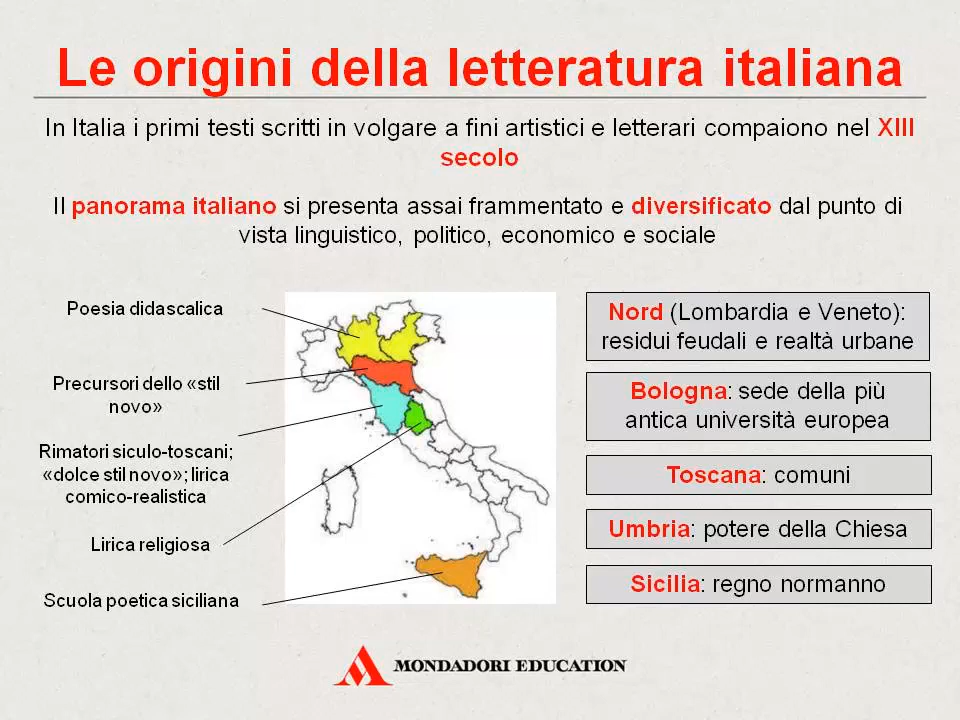 Le origini della letteratura italiana
In Italia i primi testi scritti in volgare a fini artistici e letterari compaiono nel XIII
secolo
Il panorama italiano si presenta assai frammentato e diversificato dal punto di
vista linguistico, politico, economico e sociale
Poesia didascalica
Precursori dello «stil
novo»
Rimatori siculo-toscani;
«dolce stil novo»; lirica
comico-realistica
Lirica religiosa
Scuola poetica siciliana
Nord (Lombardia e Veneto):
residui feudali e realtà urbane
Bologna: sede della più
antica università europea
Toscana: comuni
Umbria: potere della Chiesa
Sicilia: regno normanno
MONDADORI EDUCATION